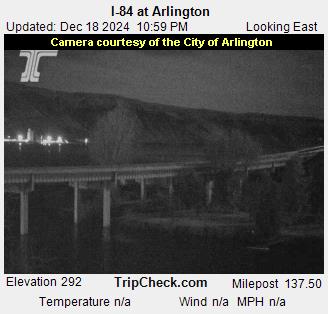 I-84 at Arlington
Updated: Dec 18 2024 10:59 PM Looking East
Camera courtesy of the City of Arlington
Elevation 292 TripCheck.com Milepost 137.50
Temperature n/a Wind n/a MPH n/a